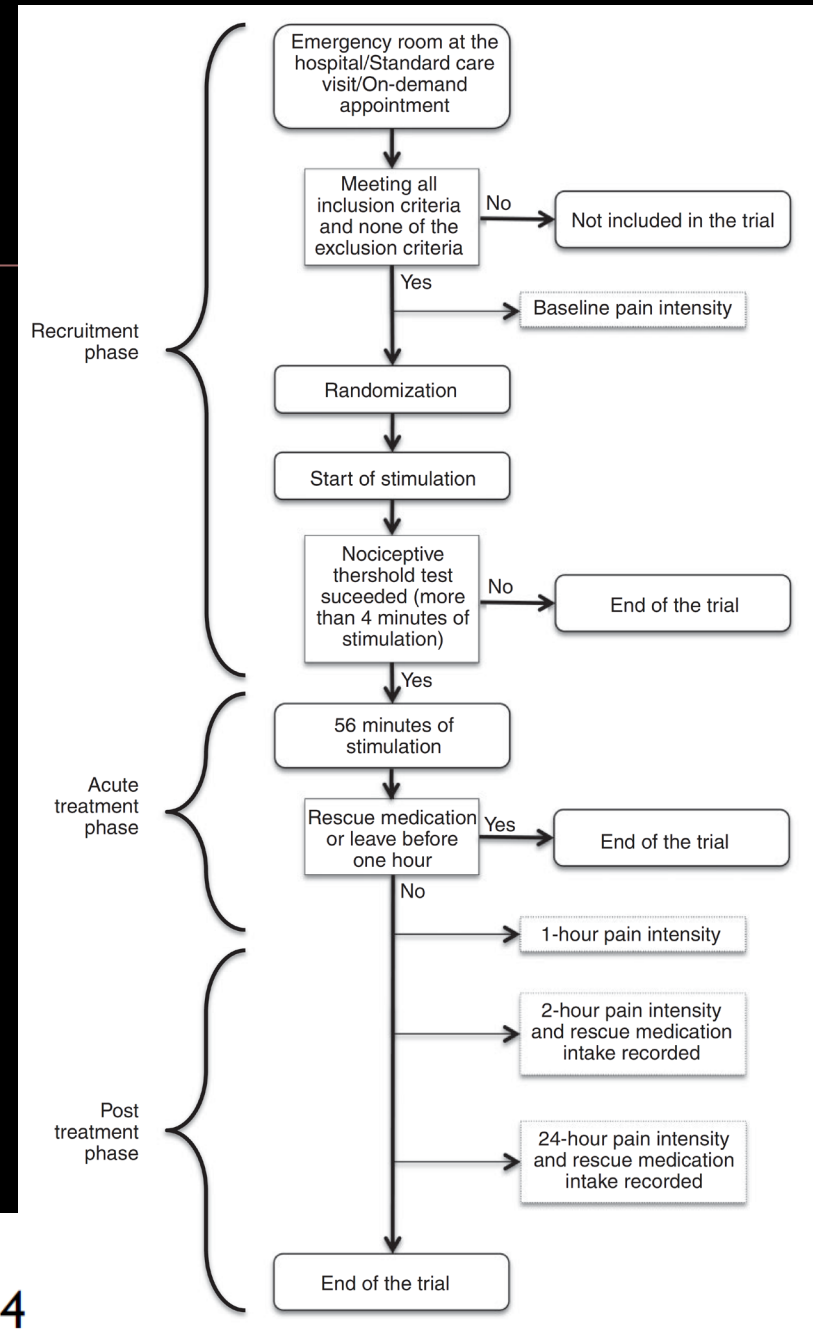 Emergency room at the
hospital/Standard care
visit/On-demand
appointment
Meeting all
inclusion criteria
and none of the
exclusion criteria
No
Not included in the trial
Yes
Baseline pain intensity
Recruitment
phase
Randomization
Start of stimulation
Nociceptive
thershold test
suceeded (more
than 4 minutes of
stimulation)
No
End of the trial
Yes
56 minutes of
stimulation
Acute
treatment
phase
Rescue medication
or leave before
one hour
Yes
End of the trial
No
1-hour pain intensity
2-hour pain intensity
and rescue medication
intake recorded
Post
treatment
phase
24-hour pain intensity
and rescue medication
intake recorded
End of the trial
4